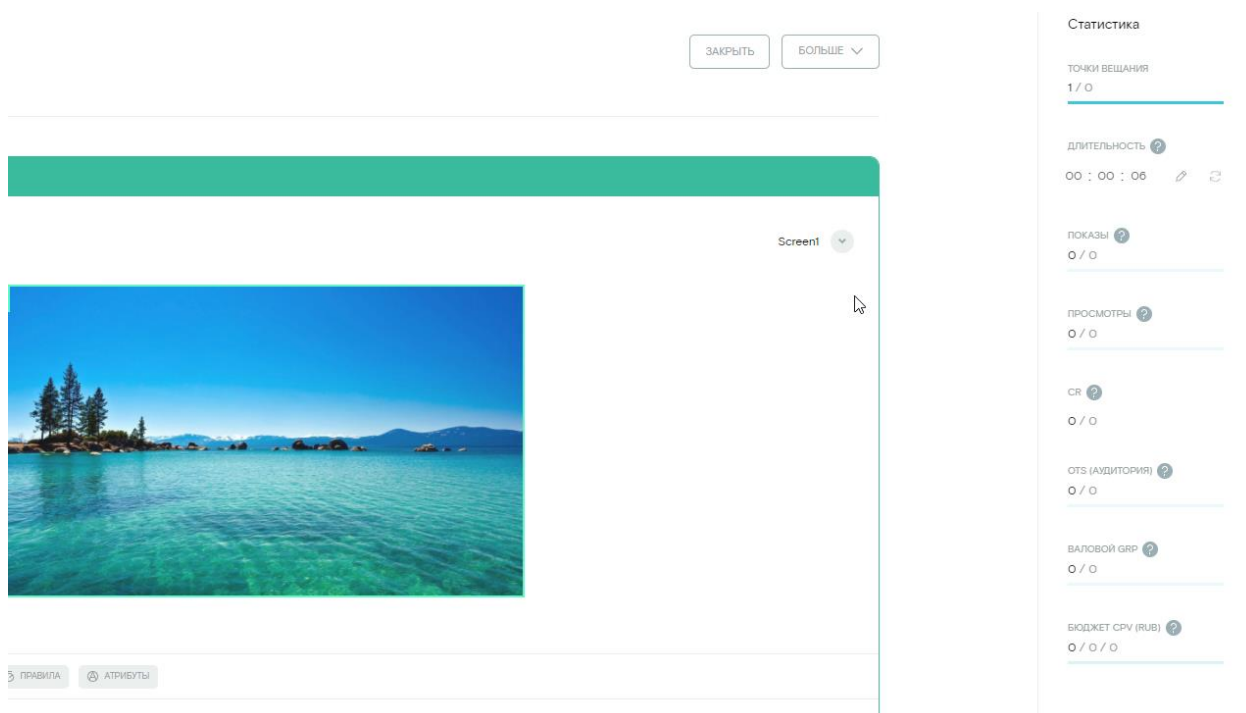 ЗАКРЫТЬ
БОЛЬШЕ
Screen1
ПРАВИЛА
АТРИБУТЫ
Статистика
ТОЧКИ ВЕЩАНИЯ
1 / 0
ДЛИТЕЛЬНОСТЬ ?
00 : 00 : 06
ПОКАЗЫ ?
0 / 0
ПРОСМОТРЫ ?
0 / 0
CR ?
0 / 0
OTS (АУДИТОРИЯ) ?
0 / 0
ВАЛОВОЙ GRP ?
0 / 0
БЮДЖЕТ CPV (RUB) ?
0 / 0 / 0